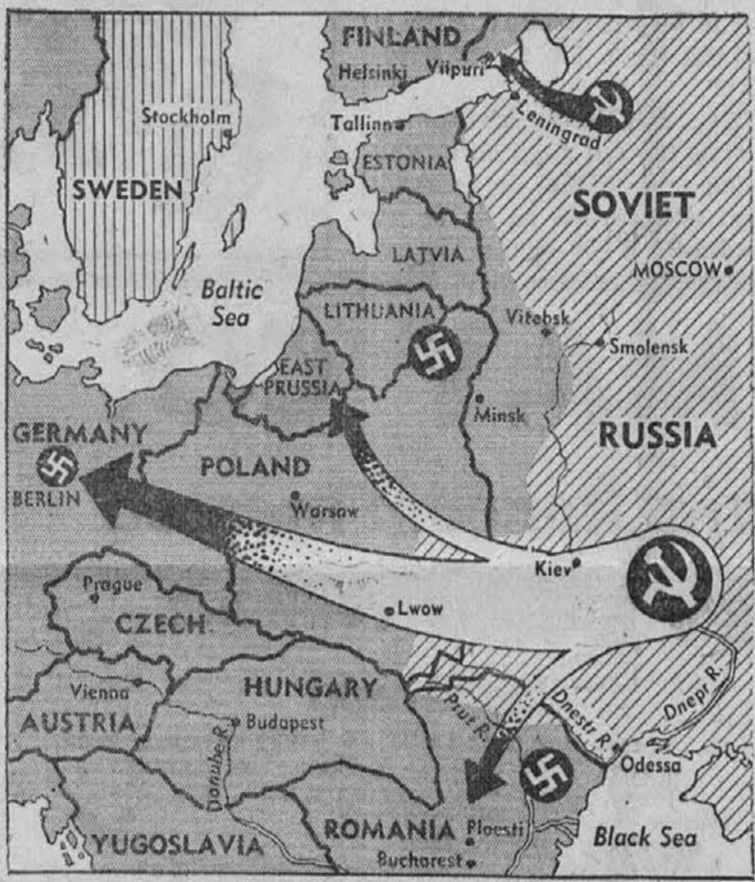 FINLAND
Helsinki
Viipuri
Leningrad
Stockholm
Tallinn
ESTONIA
SWEDEN
SOVIET
LATVIA
MOSCOW
Baltic
Sea
LITHUANIA
Vitebsk
Smolensk
EAST
PRUSSIA
Minsk
GERMANY
POLAND
RUSSIA
BERLIN
Warsaw
Kiev
Prague
Lwow
CZECH.
Vienna
HUNGARY
Prut R.
Dnestr R.
Dnepr R.
AUSTRIA
Budapest
Danube R.
Odessa
YUGOSLAVIA
ROMANIA
Ploesti
Bucharest
Black Sea